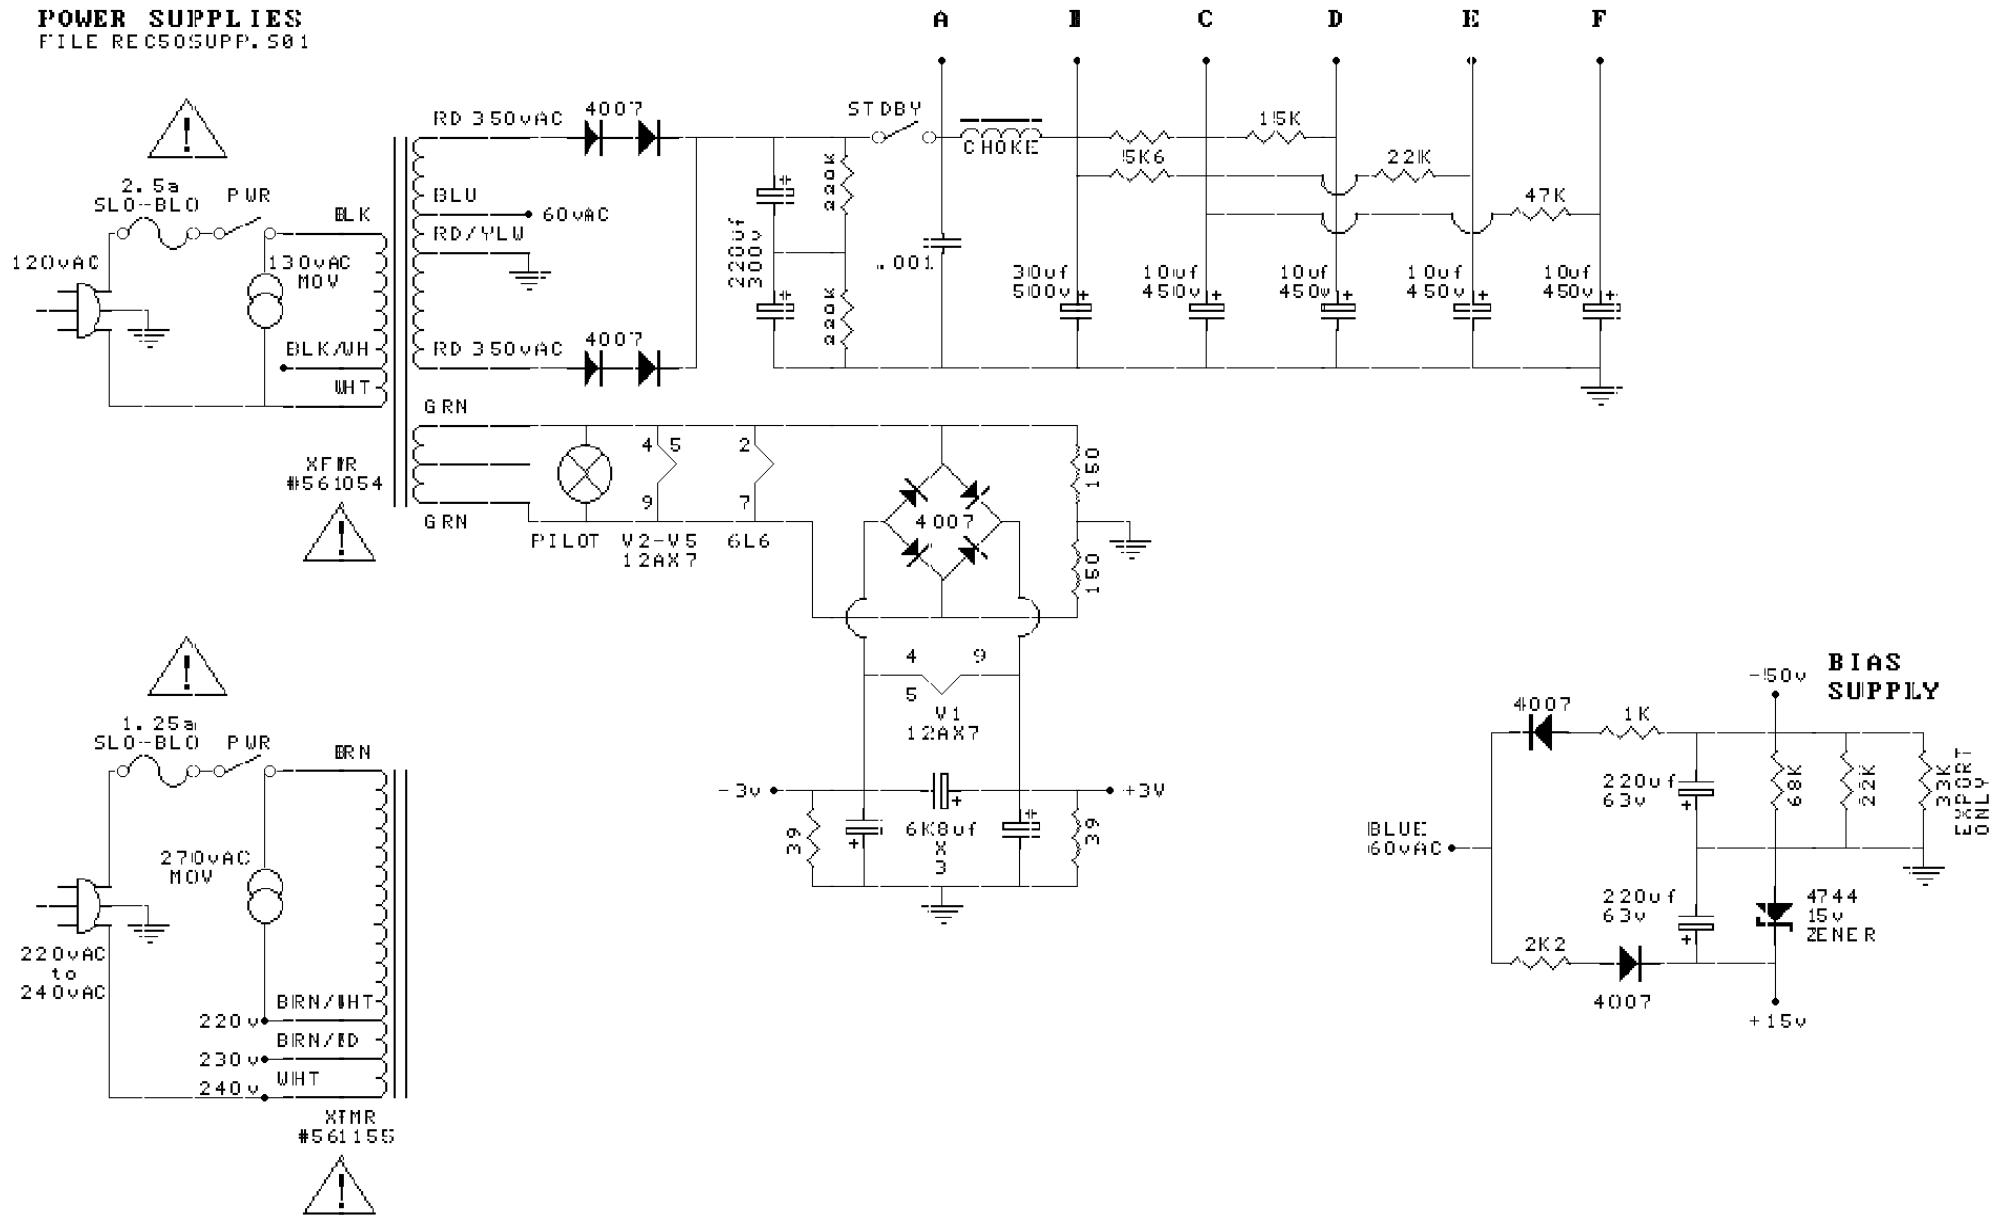 POWER SUPPLIES
FILE REC50SUPP.S01
A B C D E F
2.5a
SLO-BLO
PWR
BLK
120vAC
130vAC
MOV
BLK/WH
WHT
XFMR
#561054
RD 350vAC
4007
BLU
60vAC
RD/YLW
RD 350vAC
4007
GRN
GRN
STDBY
CHOKE
220uf
300v
220K
220K
.001
5K6
15K
22K
47K
30uf
500v
10uf
450v
10uf
450v
10uf
450v
10uf
450v
PILOT
4 5
9
V2-V5
12AX7
2
7
6L6
4007
150
150
4 9
5
V1
12AX7
-3v
+3V
39
6K8uf
X
3
39
1.25a
SLO-BLO
PWR
BRN
270vAC
MOV
220vAC
to
240vAC
BRN/WHT
220v
BRN/RD
230v
WHT
240v
XFMR
#561155
BIAS
SUPPLY
-50v
4007
1K
220uf
63v
68K
22K
33K
EXPORT
ONLY
BLUE
60vAC
220uf
63v
4744
15v
ZENER
2K2
4007
+15v